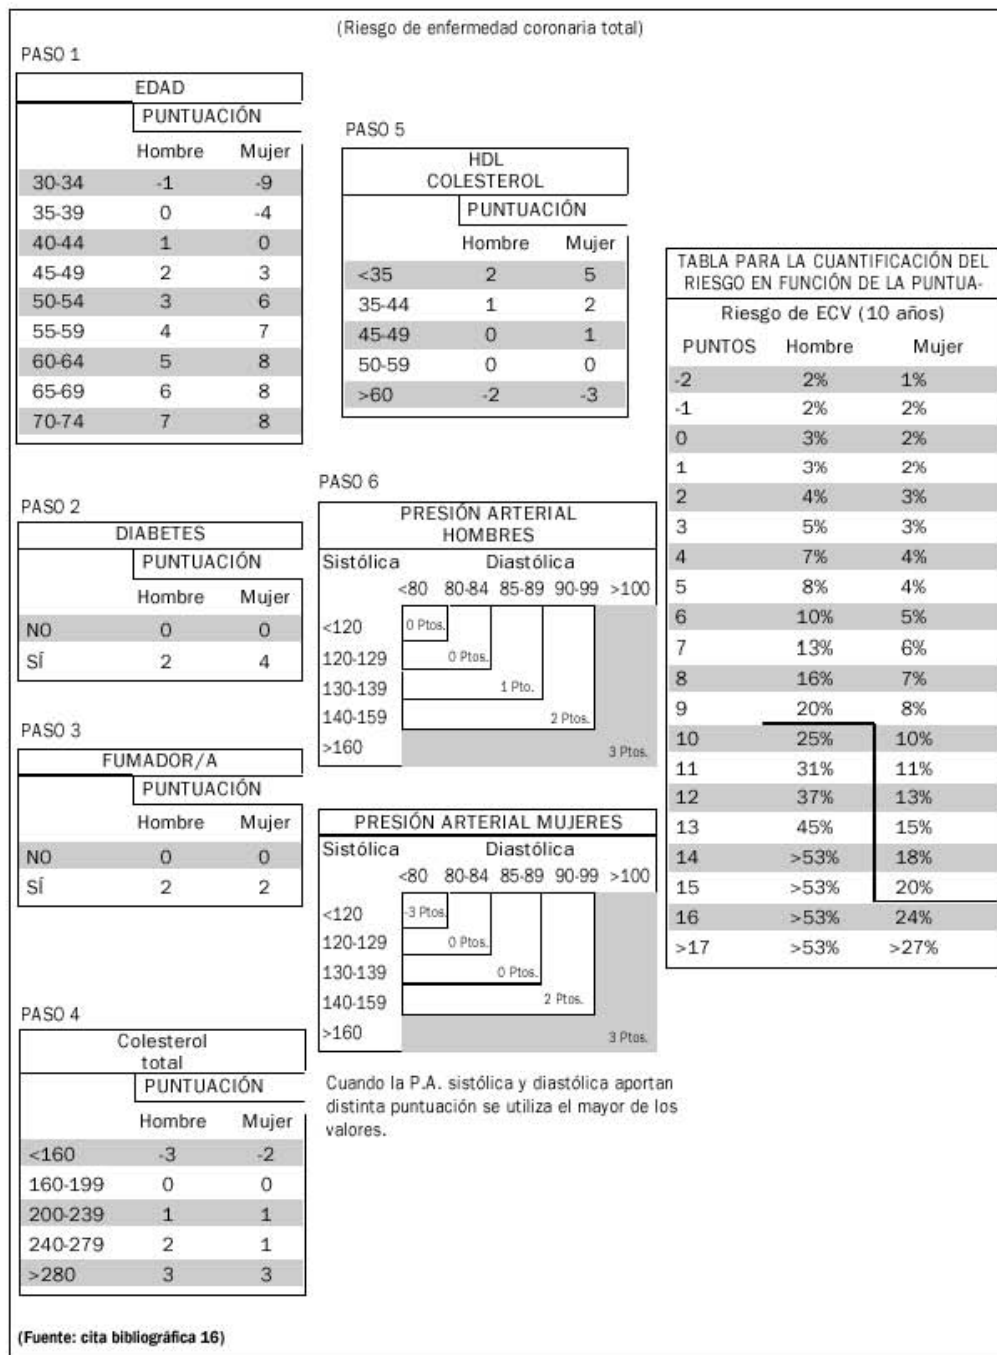 (Riesgo de enfermedad coronaria total)
PASO 1
EDAD
PUNTUACIÓN
Hombre Mujer
30-34 -1 -9
35-39 0 -4
40-44 1 0
45-49 2 3
50-54 3 6
55-59 4 7
60-64 5 8
65-69 6 8
70-74 7 8
PASO 2
DIABETES
PUNTUACIÓN
Hombre Mujer
NO 0 0
SÍ 2 4
PASO 3
FUMADOR/A
PUNTUACIÓN
Hombre Mujer
NO 0 0
SÍ 2 2
PASO 4
Colesterol
total
PUNTUACIÓN
Hombre Mujer
<160 -3 -2
160-199 0 0
200-239 1 1
240-279 2 1
>280 3 3
PASO 5
HDL
COLESTEROL
PUNTUACIÓN
Hombre Mujer
<35 2 5
35-44 1 2
45-49 0 1
50-59 0 0
>60 -2 -3
PASO 6
PRESIÓN ARTERIAL
HOMBRES
Sistólica Diastólica
<80 80-84 85-89 90-99 >100
<120 0 Ptos.
120-129 0 Ptos.
130-139 1 Pto.
140-159 2 Ptos.
>160 3 Ptos.
PRESIÓN ARTERIAL MUJERES
Sistólica Diastólica
<80 80-84 85-89 90-99 >100
<120 -3 Ptos.
120-129 0 Ptos.
130-139 0 Ptos.
140-159 2 Ptos.
>160 3 Ptos.
Cuando la P.A. sistólica y diastólica aportan
distinta puntuación se utiliza el mayor de los
valores.
TABLA PARA LA CUANTIFICACIÓN DEL
RIESGO EN FUNCIÓN DE LA PUNTUA-
Riesgo de ECV (10 años)
PUNTOS Hombre Mujer
-2 2% 1%
-1 2% 2%
0 3% 2%
1 3% 2%
2 4% 3%
3 5% 3%
4 7% 4%
5 8% 4%
6 10% 5%
7 13% 6%
8 16% 7%
9 20% 8%
10 25% 10%
11 31% 11%
12 37% 13%
13 45% 15%
14 >53% 18%
15 >53% 20%
16 >53% 24%
>17 >53% >27%
(Fuente: cita bibliográfica 16)